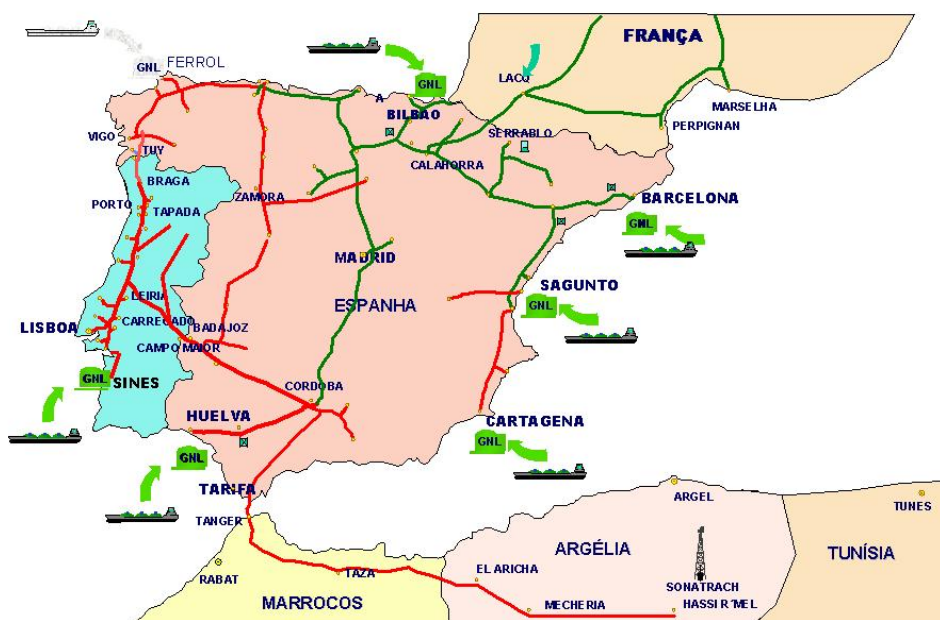 FRANÇA
GNL
FERROL
GNL
LACQ
A
BILBAO
MARSELHA
PERPIGNAN
SERRABLO
VIGO
TUY
CALAHORRA
BRAGA
ZAMORA
BARCELONA
PORTO
TAPADA
GNL
MADRID
SAGUNTO
LEIRIA
ESPANHA
GNL
CARREGADO
LISBOA
BADAJOZ
CAMPO MAIOR
GNL
SINES
CORDOBA
HUELVA
CARTAGENA
GNL
GNL
TARIFA
ARGEL
TUNES
TANGER
ARGÉLIA
TUNÍSIA
RABAT
TAZA
EL ARICHA
SONATRACH
HASSI R´MEL
MARROCOS
MECHERIA